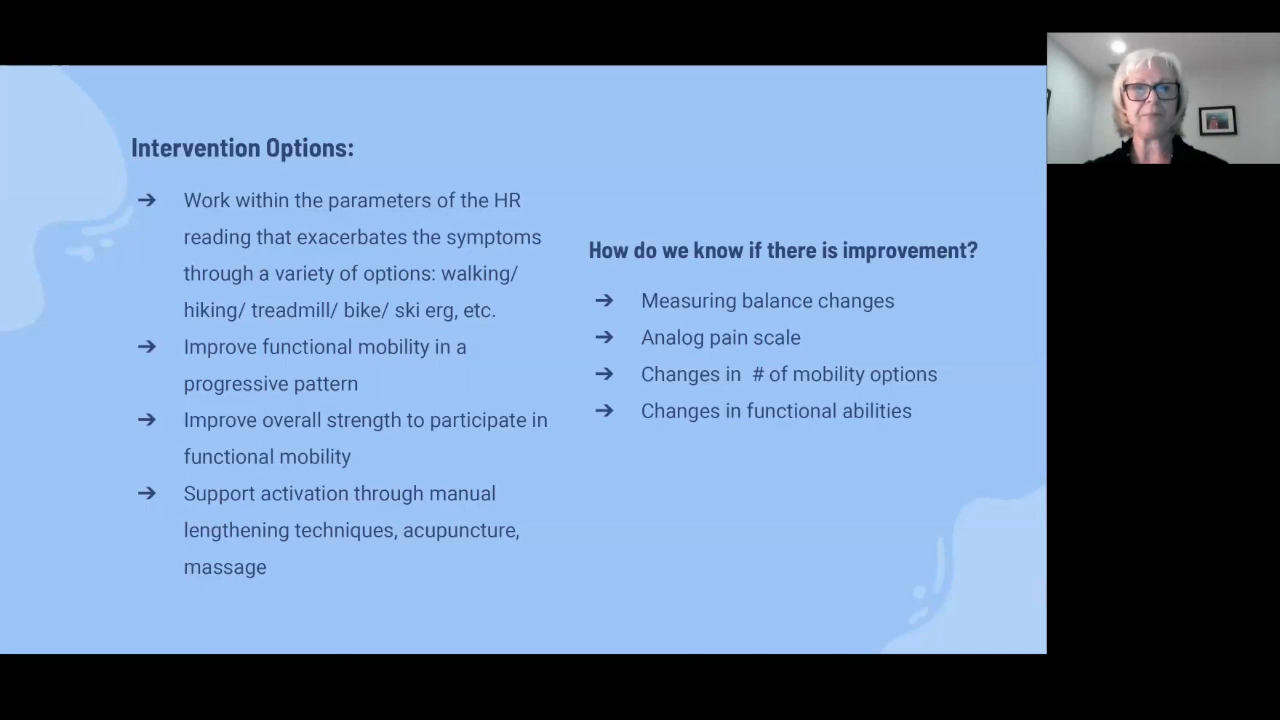 Intervention Options:
➔ Work within the parameters of the HR
reading that exacerbates the symptoms
through a variety of options: walking/
hiking/ treadmill/ bike/ ski erg, etc.
➔ Improve functional mobility in a
progressive pattern
➔ Improve overall strength to participate in
functional mobility
➔ Support activation through manual
lengthening techniques, acupuncture,
massage
How do we know if there is improvement?
➔ Measuring balance changes
➔ Analog pain scale
➔ Changes in  # of mobility options
➔ Changes in functional abilities